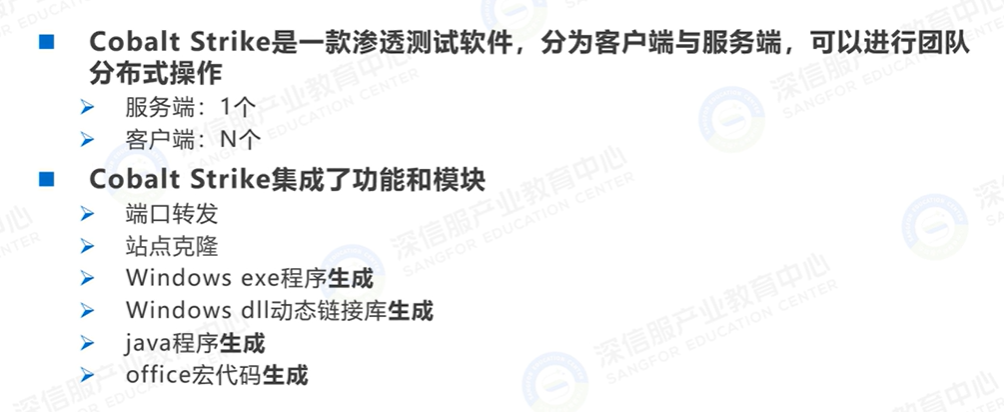 Cobalt Strike是一款渗透测试软件，分为客户端与服务端，可以进行团队
分布式操作
服务端：1个
客户端：N个
Cobalt Strike集成了功能和模块
端口转发
站点克隆
Windows exe程序生成
Windows dll动态链接库生成
java程序生成
office宏代码生成
深信服产业教育中心
SANGFOR EDUCATION CENTER